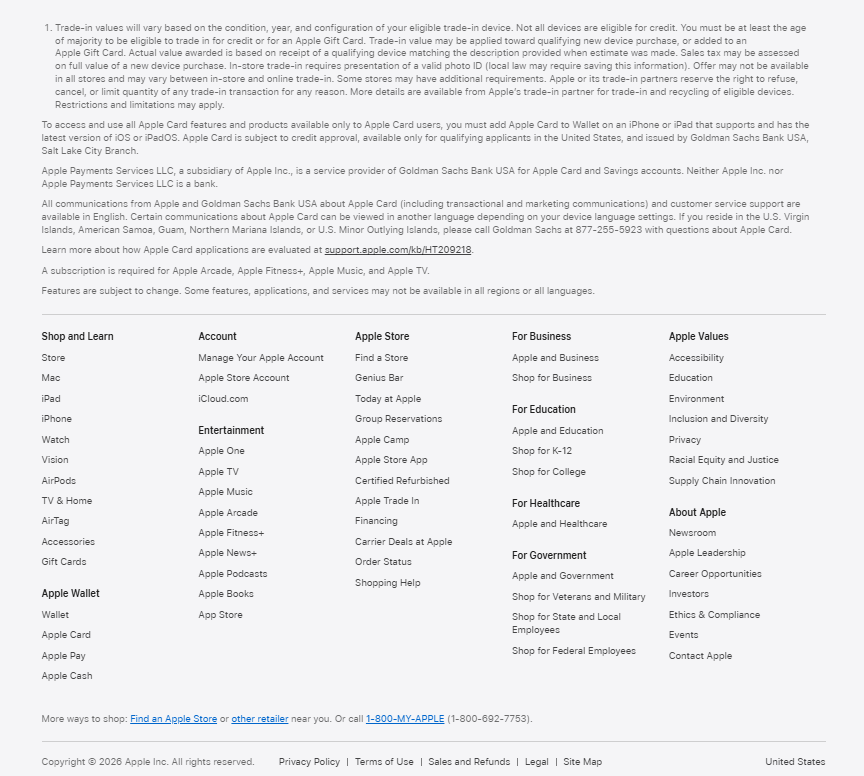 1. Trade-in values will vary based on the condition, year, and configuration of your eligible trade-in device. Not all devices are eligible for credit. You must be at least the age
of majority to be eligible to trade in for credit or for an Apple Gift Card. Trade-in value may be applied toward qualifying new device purchase, or added to an
Apple Gift Card. Actual value awarded is based on receipt of a qualifying device matching the description provided when estimate was made. Sales tax may be assessed
on full value of a new device purchase. In-store trade-in requires presentation of a valid photo ID (local law may require saving this information). Offer may not be available
in all stores and may vary between in-store and online trade-in. Some stores may have additional requirements. Apple or its trade-in partners reserve the right to refuse,
cancel, or limit quantity of any trade-in transaction for any reason. More details are available from Apple's trade-in partner for trade-in and recycling of eligible devices.
Restrictions and limitations may apply.
To access and use all Apple Card features and products available only to Apple Card users, you must add Apple Card to Wallet on an iPhone or iPad that supports and has the
latest version of iOS or iPadOS. Apple Card is subject to credit approval, available only for qualifying applicants in the United States, and issued by Goldman Sachs Bank USA,
Salt Lake City Branch.
Apple Payments Services LLC, a subsidiary of Apple Inc., is a service provider of Goldman Sachs Bank USA for Apple Card and Savings accounts. Neither Apple Inc. nor
Apple Payments Services LLC is a bank.
All communications from Apple and Goldman Sachs Bank USA about Apple Card (including transactional and marketing communications) and customer service support are
available in English. Certain communications about Apple Card can be viewed in another language depending on your device language settings. If you reside in the U.S. Virgin
Islands, American Samoa, Guam, Northern Mariana Islands, or U.S. Minor Outlying Islands, please call Goldman Sachs at 877-255-5923 with questions about Apple Card.
Learn more about how Apple Card applications are evaluated at support.apple.com/kb/HT209218.
A subscription is required for Apple Arcade, Apple Fitness+, Apple Music, and Apple TV.
Features are subject to change. Some features, applications, and services may not be available in all regions or all languages.
Shop and Learn
Store
Mac
iPad
iPhone
Watch
Vision
AirPods
TV & Home
AirTag
Accessories
Gift Cards
Apple Wallet
Wallet
Apple Card
Apple Pay
Apple Cash
Account
Manage Your Apple Account
Apple Store Account
iCloud.com
Entertainment
Apple One
Apple TV
Apple Music
Apple Arcade
Apple Fitness+
Apple News+
Apple Podcasts
Apple Books
App Store
Apple Store
Find a Store
Genius Bar
Today at Apple
Group Reservations
Apple Camp
Apple Store App
Certified Refurbished
Apple Trade In
Financing
Carrier Deals at Apple
Order Status
Shopping Help
For Business
Apple and Business
Shop for Business
For Education
Apple and Education
Shop for K-12
Shop for College
For Healthcare
Apple and Healthcare
For Government
Apple and Government
Shop for Veterans and Military
Shop for State and Local
Employees
Shop for Federal Employees
Apple Values
Accessibility
Education
Environment
Inclusion and Diversity
Privacy
Racial Equity and Justice
Supply Chain Innovation
About Apple
Newsroom
Apple Leadership
Career Opportunities
Investors
Ethics & Compliance
Events
Contact Apple
More ways to shop: Find an Apple Store or other retailer near you. Or call 1-800-MY-APPLE (1-800-692-7753).
Copyright © 2026 Apple Inc. All rights reserved. Privacy Policy | Terms of Use | Sales and Refunds | Legal | Site Map United States